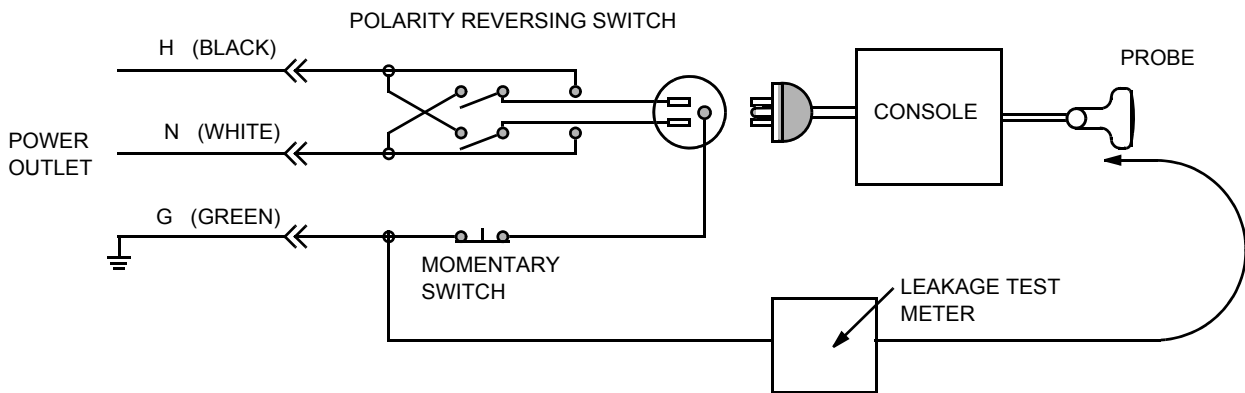 POLARITY REVERSING SWITCH
H (BLACK)
PROBE
CONSOLE
N (WHITE)
POWER
OUTLET
G (GREEN)
MOMENTARY
SWITCH
LEAKAGE TEST
METER